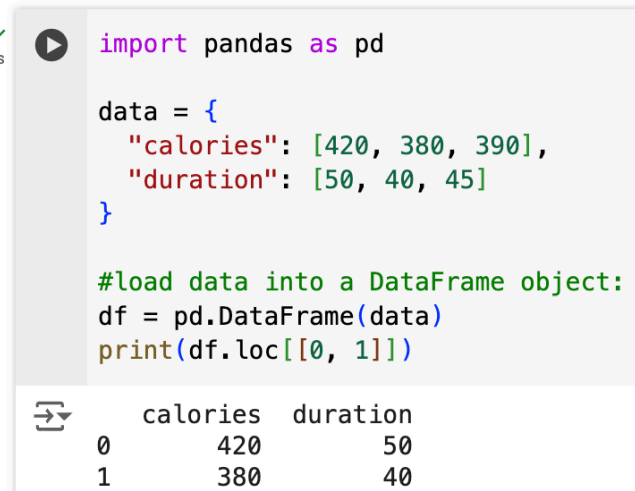 import pandas as pd
data = {
  "calories": [420, 380, 390],
  "duration": [50, 40, 45]
}
#load data into a DataFrame object:
df = pd.DataFrame(data)
print(df.loc[[0, 1]])
   calories  duration
0       420        50
1       380        40